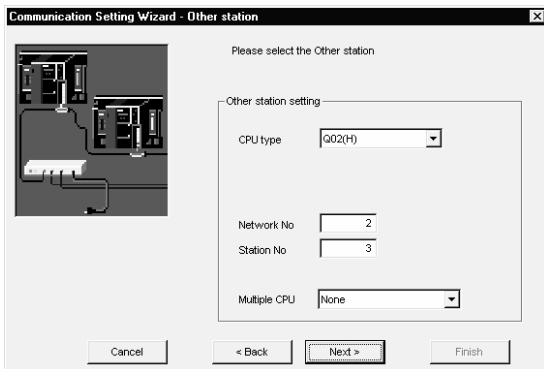 Communication Setting Wizard - Other station
Please select the Other station
Other station setting
CPU type Q02(H)
Network No 2
Station No 3
Multiple CPU None
Cancel < Back Next > Finish